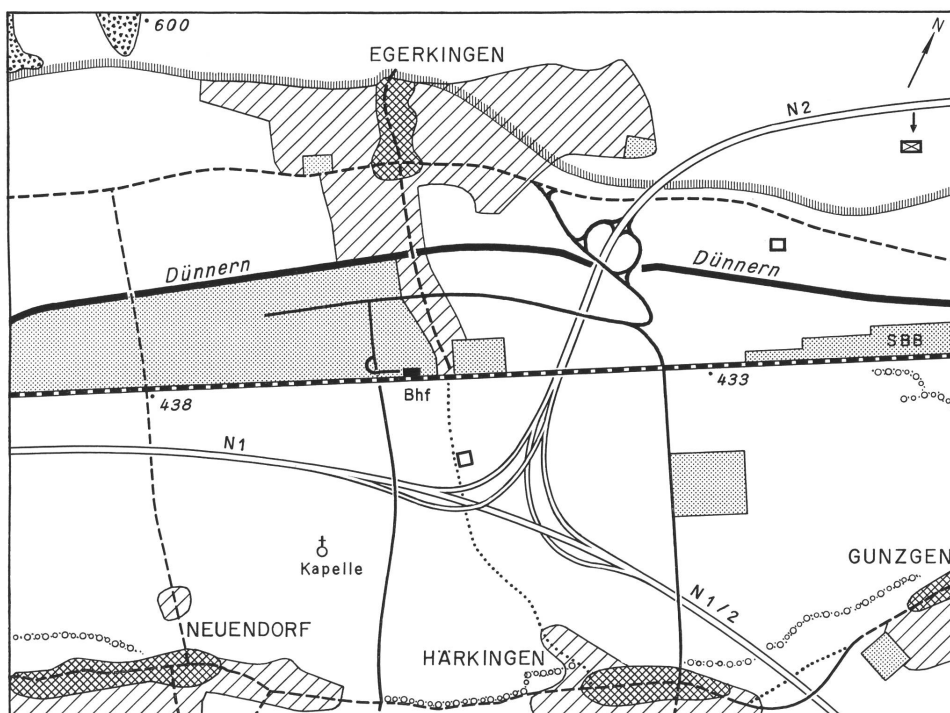 600
N
EGERKINGEN
N2
Dünnern
Dünnern
SBB
Bhf
433
438
N1
Kapelle
GUNZGEN
N1/2
NEUENDORF
HÄRKINGEN